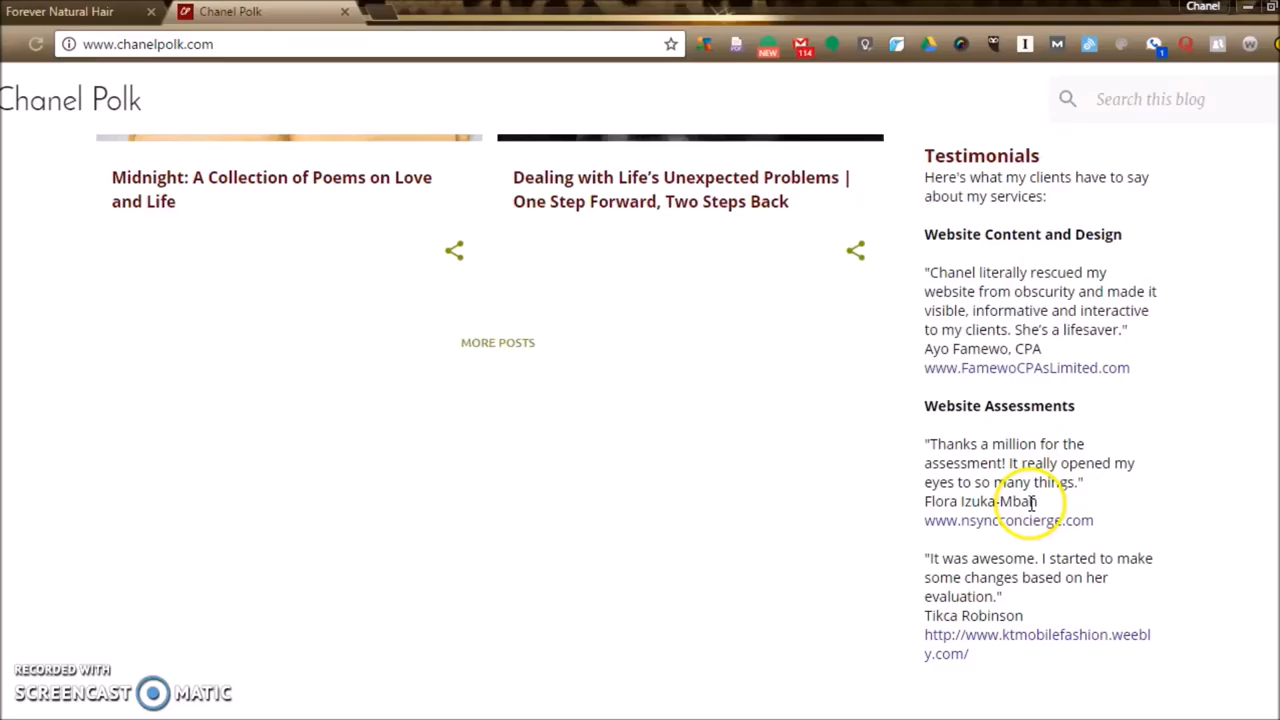 Forever Natural Hair
Chanel Polk
Chanel
www.chanelpolk.com
NEW
114
1
Chanel Polk
Search this blog
Midnight: A Collection of Poems on Love
and Life
Dealing with Life’s Unexpected Problems |
One Step Forward, Two Steps Back
MORE POSTS
Testimonials
Here's what my clients have to say
about my services:
Website Content and Design
"Chanel literally rescued my
website from obscurity and made it
visible, informative and interactive
to my clients. She’s a lifesaver."
Ayo Famewo, CPA
www.FamewoCPAsLimited.com
Website Assessments
"Thanks a million for the
assessment! It really opened my
eyes to so many things."
Flora Izuka-Mbah
www.nsyncconcierge.com
"It was awesome. I started to make
some changes based on her
evaluation."
Tikca Robinson
http://www.ktmobilefashion.weebl
y.com/
RECORDED WITH
SCREENCAST MATIC